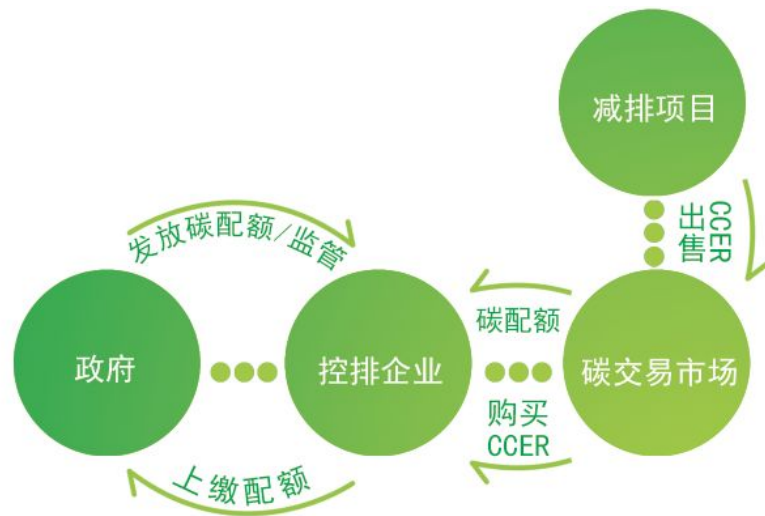 减排项目
出售
CCER
发放碳配额/监管
政府
控排企业
碳配额
碳交易市场
购买
CCER
上缴配额